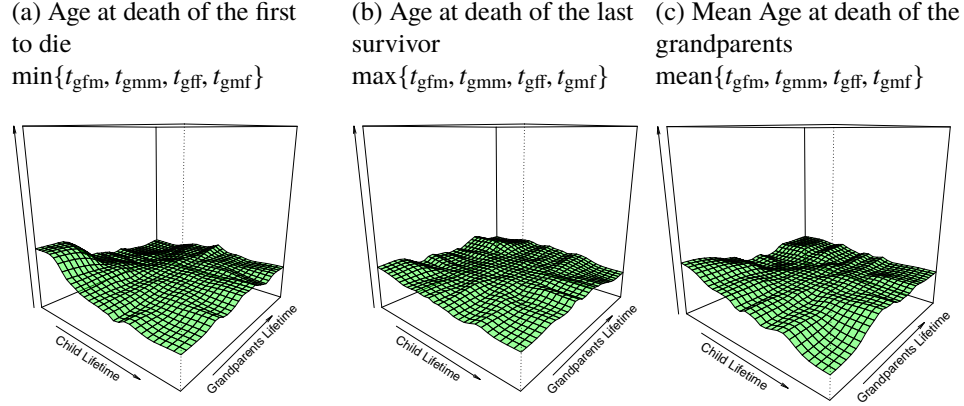 (a) Age at death of the first
to die
min{t_gfm, t_gmm, t_gff, t_gmf}
(b) Age at death of the last
survivor
max{t_gfm, t_gmm, t_gff, t_gmf}
(c) Mean Age at death of the
grandparents
mean{t_gfm, t_gmm, t_gff, t_gmf}
Child Lifetime
Grandparents Lifetime
Child Lifetime
Grandparents Lifetime
Child Lifetime
Grandparents Lifetime